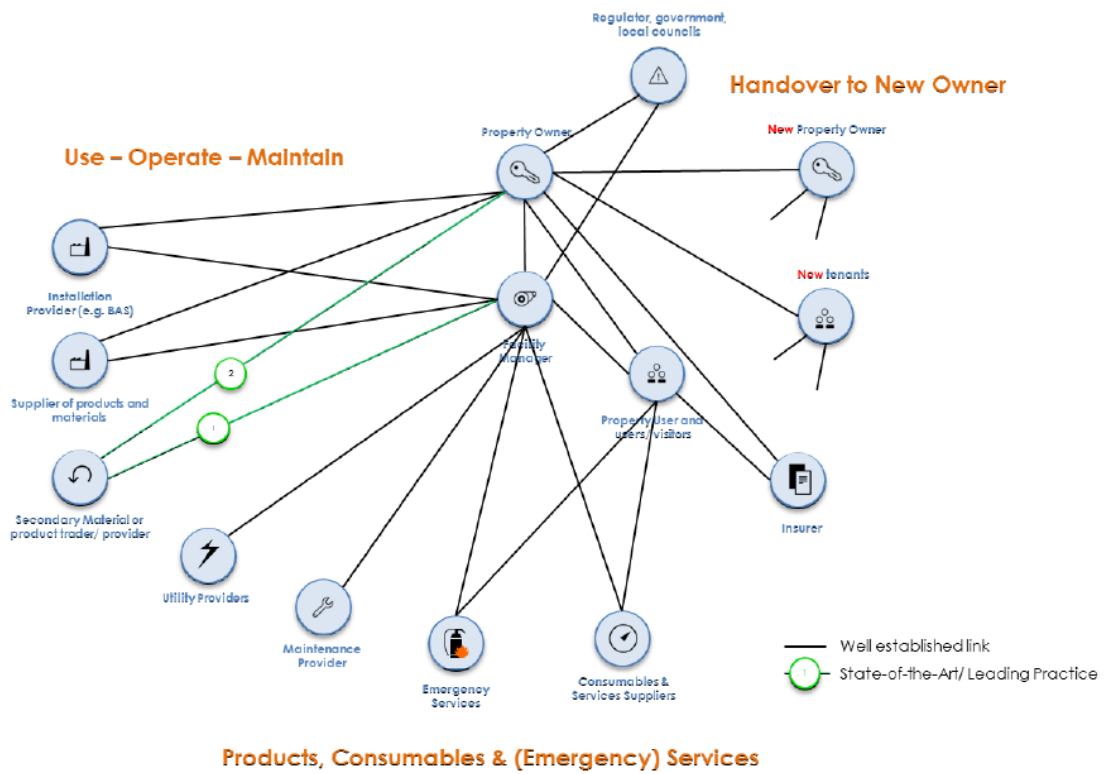 Regulator, government,
local councils
Handover to New Owner
Property Owner
New Property Owner
Use – Operate – Maintain
Installation
Provider (e.g. BAS)
New tenants
Facility
Manager
2
Supplier of products and
materials
1
Property User and
users/ visitors
Secondary Material or
product trader/ provider
Insurer
Utility Providers
Maintenance
Provider
Emergency
Services
Consumables &
Services Suppliers
Well established link
1
State-of-the-Art/ Leading Practice
Products, Consumables & (Emergency) Services